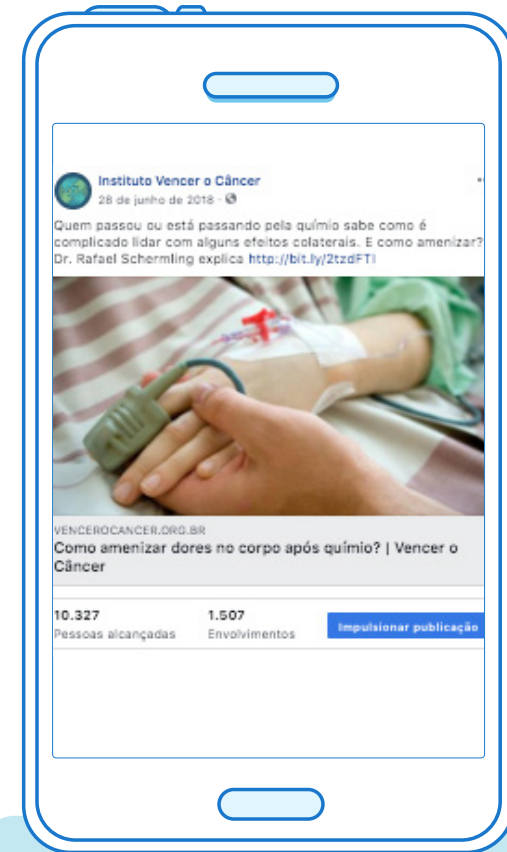 Instituto Vencer o Câncer
28 de junho de 2018 ·
Quem passou ou está passando pela químio sabe como é
complicado lidar com alguns efeitos colaterais. E como amenizar?
Dr. Rafael Schermling explica http://bit.ly/2tzdFTI
VENCEROCANCER.ORG.BR
Como amenizar dores no corpo após químio? | Vencer o
Câncer
10.327
Pessoas alcançadas
1.507
Envolvimentos
Impulsionar publicação